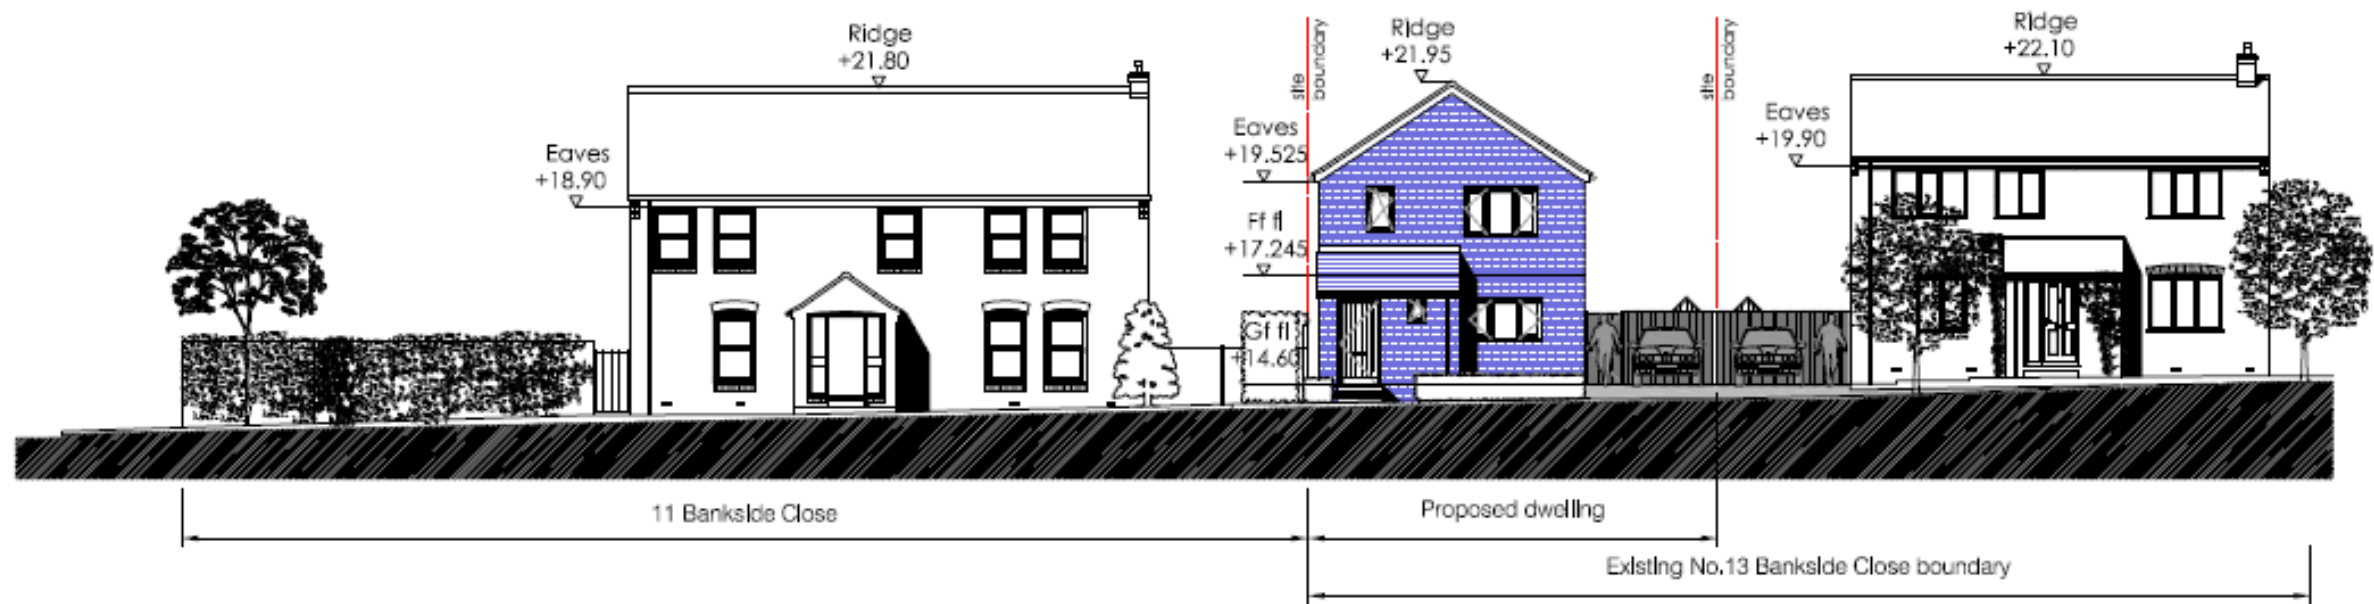 Ridge
+21.80
Eaves
+18.90
site
boundary
Ridge
+21.95
Eaves
+19.525
Ff fl
+17.245
Gf fl
+14.60
site
boundary
Ridge
+22.10
Eaves
+19.90
11 Bankside Close
Proposed dwelling
Existing No.13 Bankside Close boundary